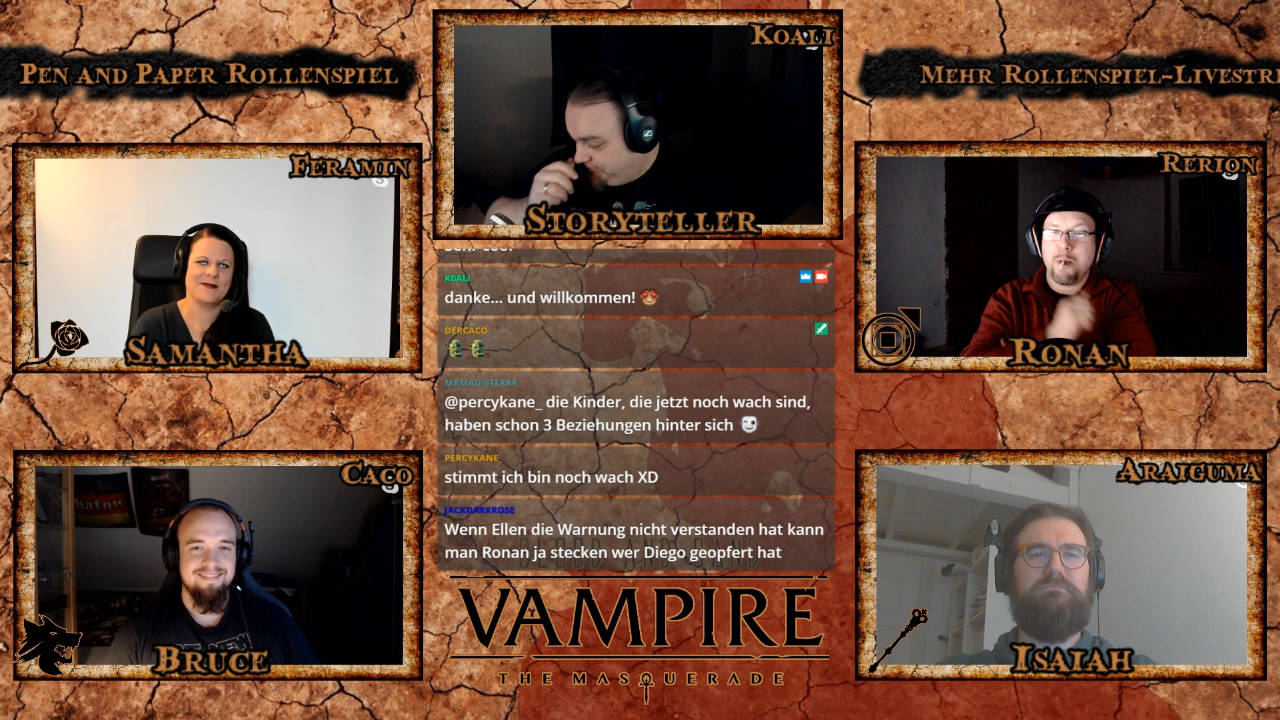 KOALI
PEN AND PAPER ROLLENSPIEL
MEHR ROLLENSPIEL-LIVESTRE
STORYTELLER
FERAMIN
SAMANTHA
RERION
RONAN
KOALI
danke... und willkommen!
DERCACO
MRMAGISTERRR
@percykane_ die Kinder, die jetzt noch wach sind,
haben schon 3 Beziehungen hinter sich
PERCYKANE
stimmt ich bin noch wach XD
JACKDARKROSE
Wenn Ellen die Warnung nicht verstanden hat kann
man Ronan ja stecken wer Diego geopfert hat
CACO
BRUCE
ARAIGUMA
ISAIAH
BLOOD AND SAND
VAMPIRE
THE MASQUERADE